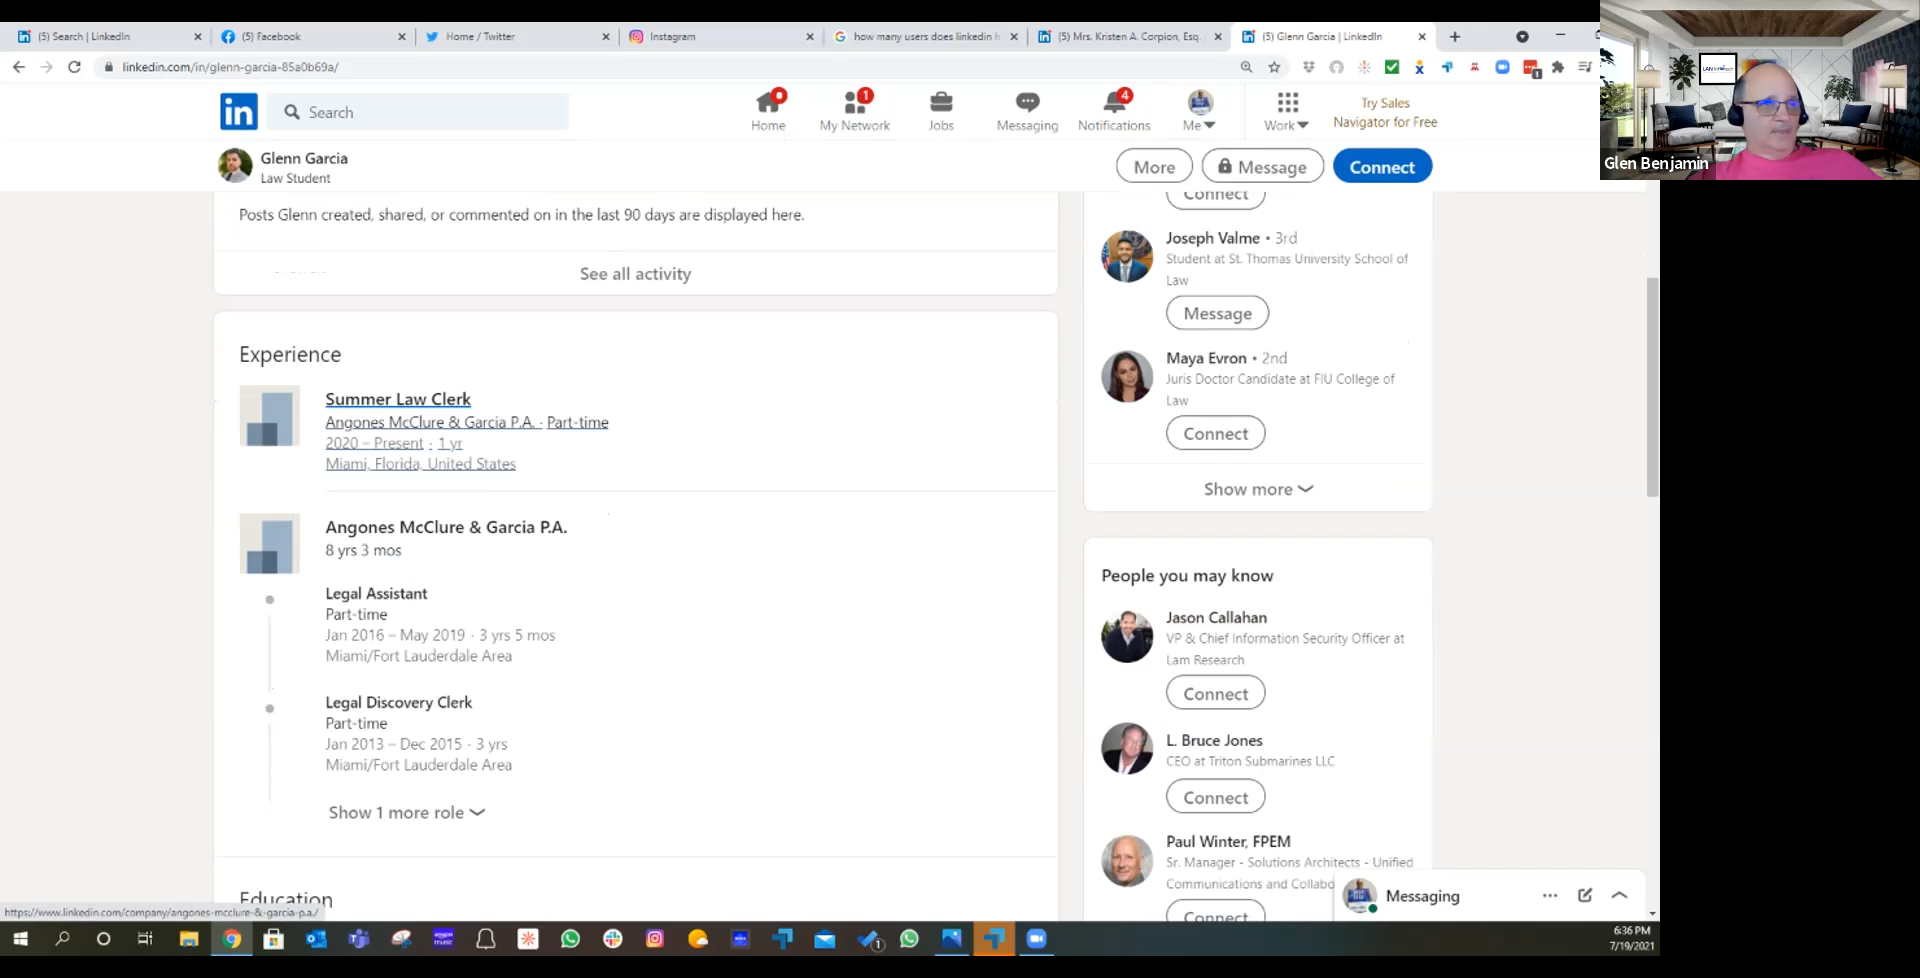 (5) Search | LinkedIn
(5) Facebook
Home / Twitter
Instagram
how many users does linkedin h
(5) Mrs. Kristen A. Corpion, Esq.
(5) Glenn Garcia | LinkedIn
linkedin.com/in/glenn-garcia-85a0b69a/
1
in
Search
Home
1
My Network
Jobs
Messaging
4
Notifications
Me
Work
Try Sales
Navigator for Free
Glen Benjamin
Glenn Garcia
Law Student
More
Message
Connect
Posts Glenn created, shared, or commented on in the last 90 days are displayed here.
See all activity
Experience
Summer Law Clerk
Angones McClure & Garcia P.A. · Part-time
2020 – Present · 1 yr
Miami, Florida, United States
Angones McClure & Garcia P.A.
8 yrs 3 mos
Legal Assistant
Part-time
Jan 2016 – May 2019 · 3 yrs 5 mos
Miami/Fort Lauderdale Area
Legal Discovery Clerk
Part-time
Jan 2013 – Dec 2015 · 3 yrs
Miami/Fort Lauderdale Area
Show 1 more role
Education
Connect
Joseph Valme • 3rd
Student at St. Thomas University School of
Law
Message
Maya Evron • 2nd
Juris Doctor Candidate at FIU College of
Law
Connect
Show more
People you may know
Jason Callahan
VP & Chief Information Security Officer at
Lam Research
Connect
L. Bruce Jones
CEO at Triton Submarines LLC
Connect
Paul Winter, FPEM
Sr. Manager - Solutions Architects - Unified
Communications and Collabo
Connect
Messaging
https://www.linkedin.com/company/angones-mcclure-&-garcia-p.a./
amazon music
1
6:36 PM
7/19/2021